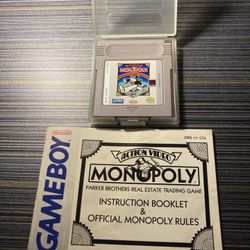 MONOPOLY
DMG-LY-USA
Nintendo
GAME BOY
ACTION VIDEO
MONOPOLY
PARKER BROTHERS REAL ESTATE TRADING GAME
INSTRUCTION BOOKLET
&
OFFICIAL MONOPOLY RULES